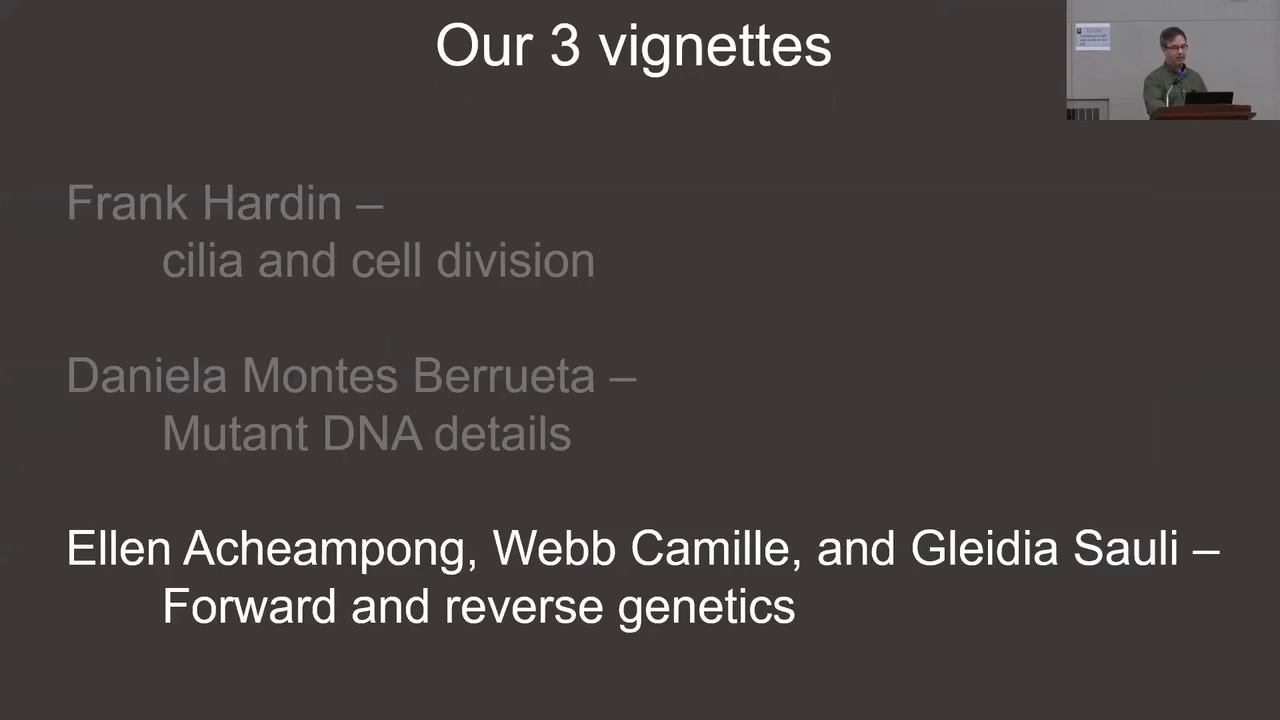 Our 3 vignettes
Frank Hardin –
cilia and cell division
Daniela Montes Berrueta –
Mutant DNA details
Ellen Acheampong, Webb Camille, and Gleidia Sauli –
Forward and reverse genetics